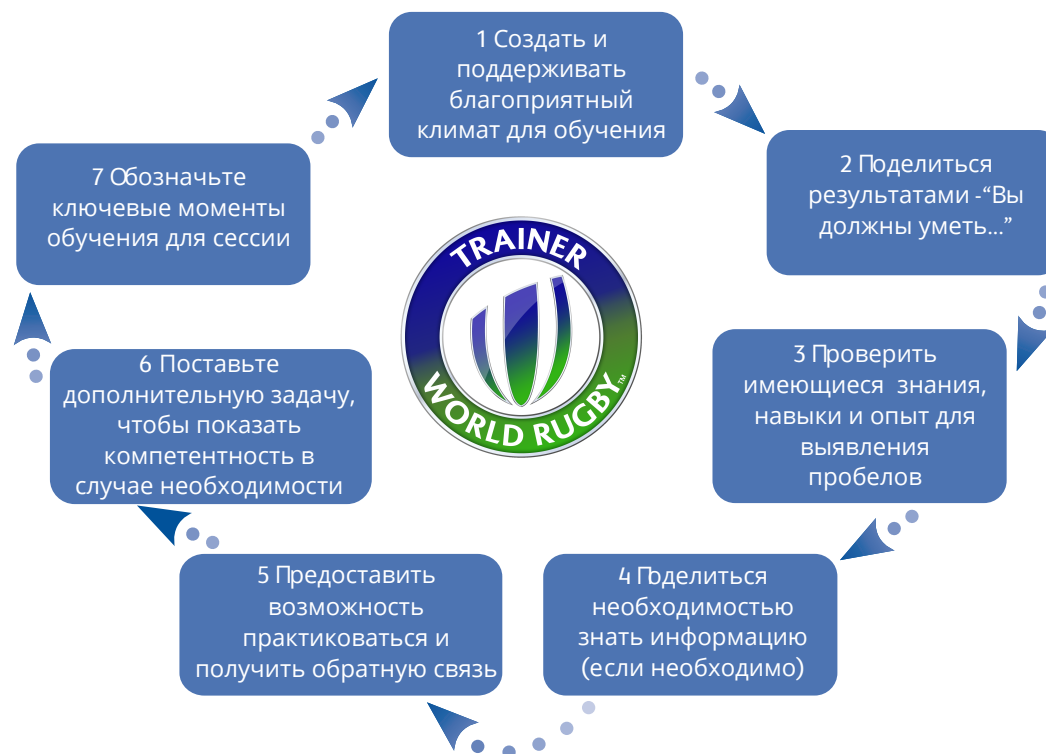 1 Создать и
поддерживать
благоприятный
климат для обучения
2 Поделиться
результатами -“Вы
должны уметь...”
3 Проверить
имеющиеся знания,
навыки и опыт для
выявления
пробелов
4 Поделиться
необходимостью
знать информацию
(если необходимо)
5 Предоставить
возможность
практиковаться и
получить обратную связь
6 Поставьте
дополнительную задачу,
чтобы показать
компетентность в
случае необходимости
7 Обозначьте
ключевые моменты
обучения для сессии
TRAINER
WORLD RUGBY™